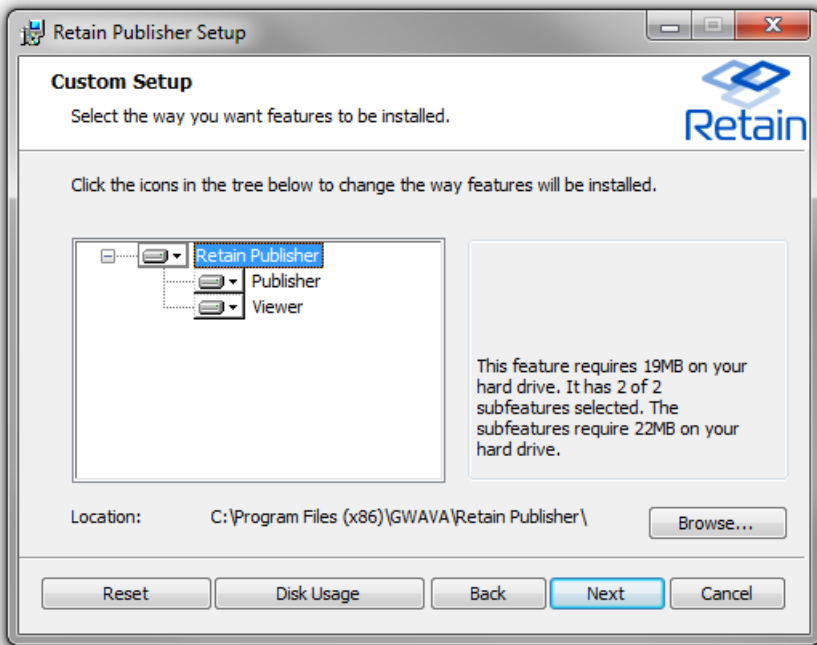 Retain Publisher Setup
Custom Setup
Select the way you want features to be installed.
Retain
Click the icons in the tree below to change the way features will be installed.
Retain Publisher
Publisher
Viewer
This feature requires 19MB on your
hard drive. It has 2 of 2
subfeatures selected. The
subfeatures require 22MB on your
hard drive.
Location: C:\Program Files (x86)\GWAVA\Retain Publisher\
Browse...
Reset Disk Usage Back Next Cancel